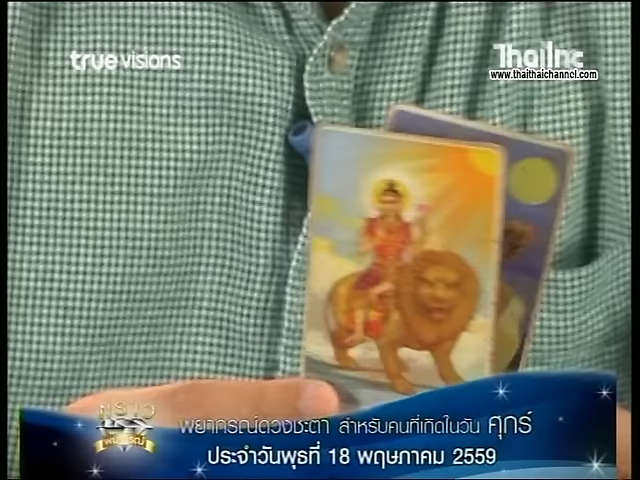 true visions
ThaiThai
www.thaithaichannel.com
พยากรณ์ดวงชะตา สำหรับคนที่เกิดในวัน ศุกร์
ประจำวันพุธที่ 18 พฤษภาคม 2559